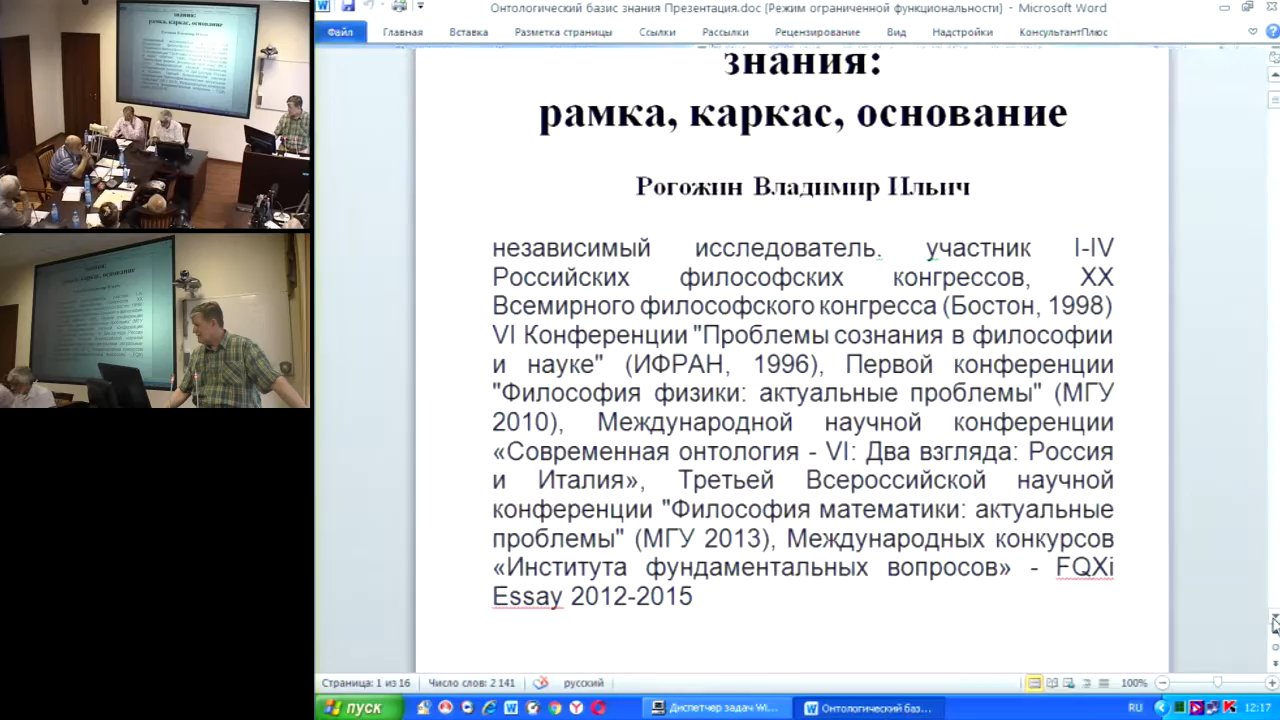 Онтологический базис знания Презентация.doc [Режим ограниченной функциональности] - Microsoft Word
Файл Главная Вставка Разметка страницы Ссылки Рассылки Рецензирование Вид Надстройки КонсультантПлюс
знания:
рамка, каркас, основание
Рогожин Владимир Ильич
независимый исследователь. участник I-IV
Российских философских конгрессов, XX
Всемирного философского конгресса (Бостон, 1998)
VI Конференции "Проблемы сознания в философии
и науке" (ИФРАН, 1996), Первой конференции
"Философия физики: актуальные проблемы" (МГУ
2010), Международной научной конференции
«Современная онтология - VI: Два взгляда: Россия
и Италия», Третьей Всероссийской научной
конференции "Философия математики: актуальные
проблемы" (МГУ 2013), Международных конкурсов
«Института фундаментальных вопросов» - FQXi
Essay 2012-2015
Страница: 1 из 16 Число слов: 2 141 русский 100%
пуск Диспетчер задач Wi... Онтологический баз... RU 12:17
знания:
рамка, каркас, основание